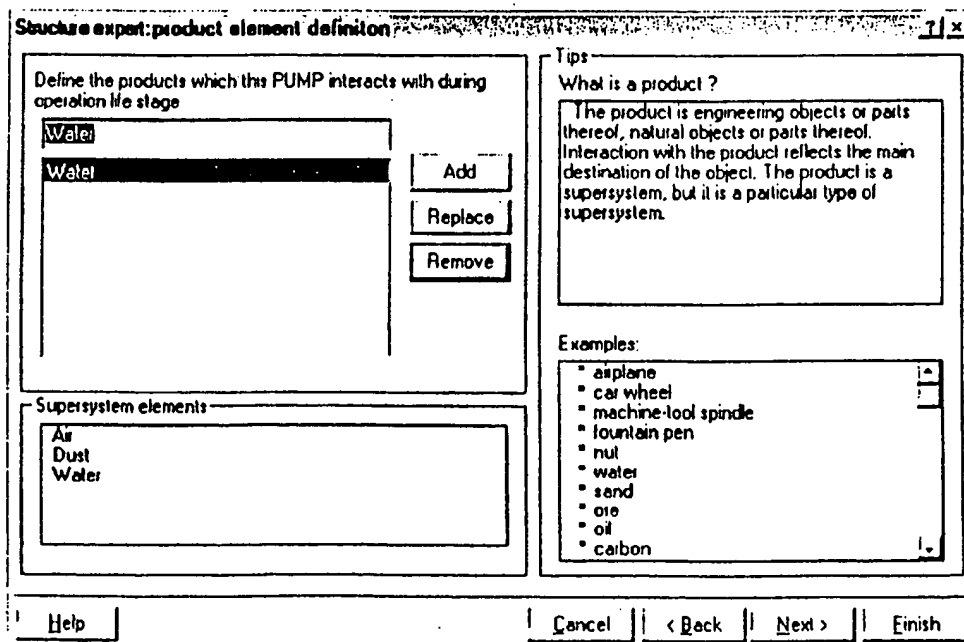 Structure expert:product element definiton
? ×
Define the products which this PUMP interacts with during
operation life stage
Water
Water
Add
Replace
Remove
Supersystem elements
Air
Dust
Water
Tips
What is a product ?
The product is engineering objects or parts
thereof, natural objects or parts thereof.
Interaction with the product reflects the main
destination of the object. The product is a
supersystem, but it is a particular type of
supersystem.
Examples:
* airplane
* car wheel
* machine-tool spindle
* fountain pen
* nut
* water
* sand
* ore
* oil
* carbon
Help
Cancel
< Back
Next >
Finish